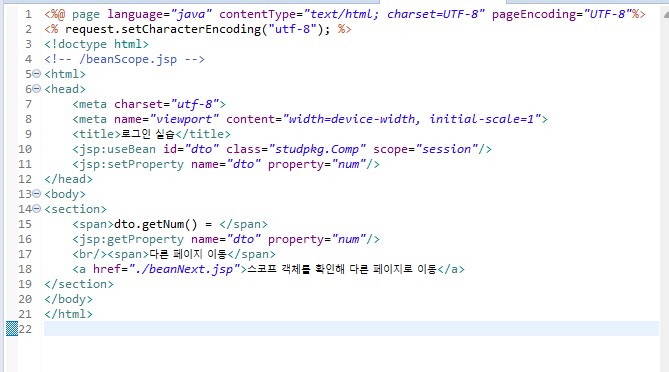 1 <%@ page language="java" contentType="text/html; charset=UTF-8" pageEncoding="UTF-8"%>
2 <% request.setCharacterEncoding("utf-8"); %>
3 <!doctype html>
4 <!-- /beanScope.jsp -->
5 <html>
6 <head>
7     <meta charset="utf-8">
8     <meta name="viewport" content="width=device-width, initial-scale=1">
9     <title>로그인 실습</title>
10     <jsp:useBean id="dto" class="studpkg.Comp" scope="session"/>
11     <jsp:setProperty name="dto" property="num"/>
12 </head>
13 <body>
14 <section>
15     <span>dto.getNum() = </span>
16     <jsp:getProperty name="dto" property="num"/>
17     <br/><span>다른 페이지 이동</span>
18     <a href="./beanNext.jsp">스코프 객체를 확인해 다른 페이지로 이동</a>
19 </section>
20 </body>
21 </html>
22